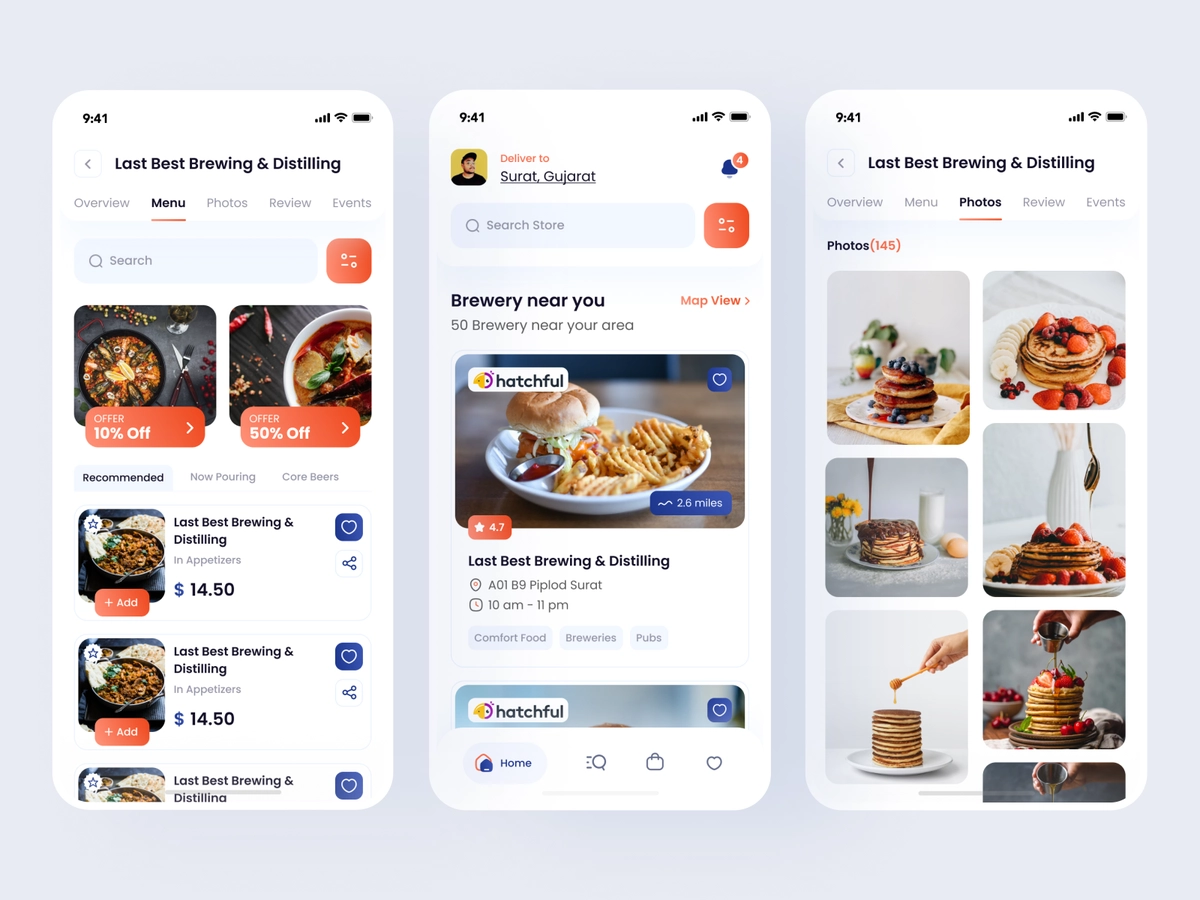 9:41
Last Best Brewing & Distilling
Overview Menu Photos Review Events
Search
OFFER
10% Off
OFFER
50% Off
Recommended Now Pouring Core Beers
Last Best Brewing &
Distilling
In Appetizers
$ 14.50
+ Add
Last Best Brewing &
Distilling
In Appetizers
$ 14.50
+ Add
Last Best Brewing &
Distilling
9:41
Deliver to
Surat, Gujarat
4
Search Store
Brewery near you
Map View >
50 Brewery near your area
hatchful
2.6 miles
4.7
Last Best Brewing & Distilling
A01 B9 Piplod Surat
10 am - 11 pm
Comfort Food Breweries Pubs
hatchful
Home
9:41
Last Best Brewing & Distilling
Overview Menu Photos Review Events
Photos(145)